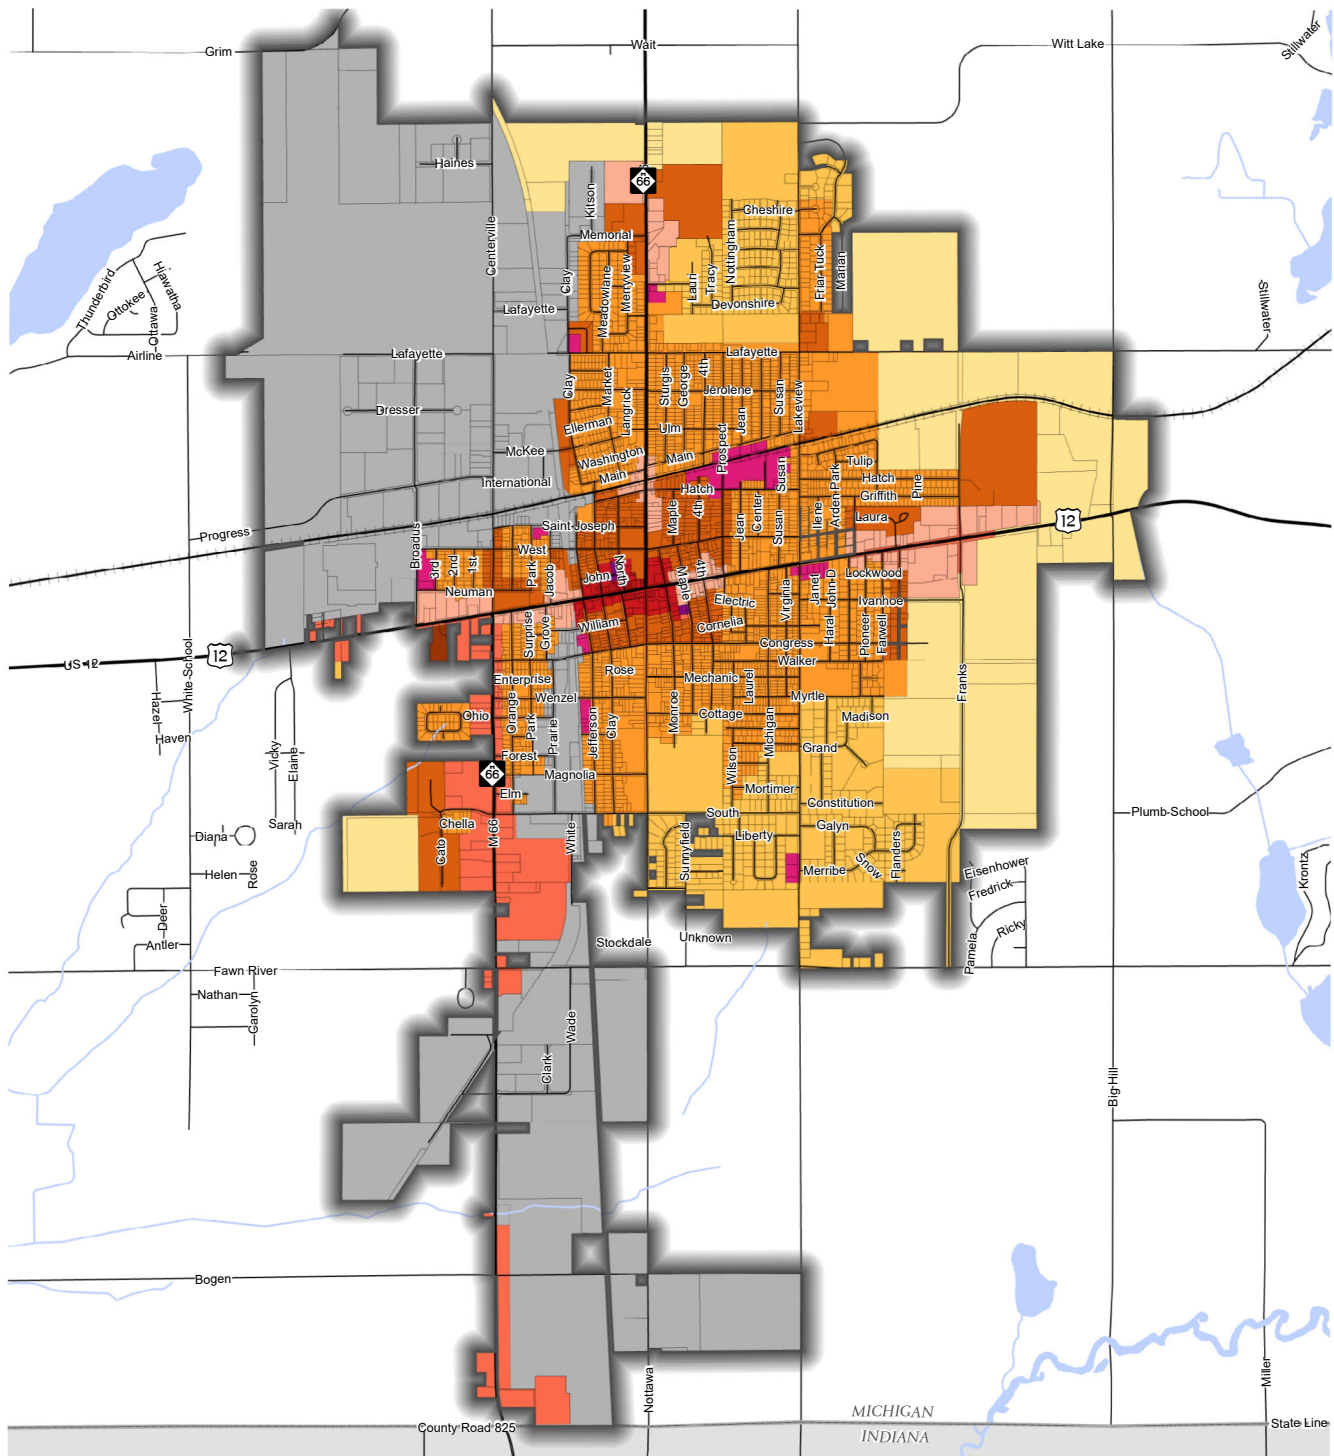 Grim
Wait
Witt Lake
Stillwater
Haines
66
Kitson
Cheshire
Memorial
Centerville
Clay
Meadowlane
Merryview
Lauri
Tracy
Nottingham
Friar Tuck
Marian
Devonshire
Lafayette
Thunderbird
Ottokee
Hiawatha
Ottawa
Airline
Stillwater
Lafayette
Lafayette
Clay
Market
Langrick
Sturgis
George
4th
Jerolene
Susan
Jean
Lakeview
Dresser
Ellerman
Ulm
Prospect
McKee
Washington
Main
Main
Susan
Tulip
International
Hatch
Hatch
Arden Park
Griffith
Pine
Maple
4th
Center
Jean
Susan
Ilene
Laura
12
Progress
Saint Joseph
Broadus
West
3rd
2nd
1st
Park
Jacob
John
North
Maple
4th
Neuman
Electric
Virginia
Janet
John D
Lockwood
Ivanhoe
Surprise
Grove
William
Cornelia
Haral
Pioneer
Farwell
Congress
Walker
US 12
12
White School
Rose
Mechanic
Laurel
Franks
Enterprise
Wenzel
Orange
Park
Prairie
Jefferson
Clay
Monroe
Cottage
Michigan
Myrtle
Madison
Ohio
Hazel
Haven
Vicky
Elaine
Forest
Grand
Wilson
66
Magnolia
Elm
Mortimer
Constitution
South
Plumb School
Sarah
Diana
Chella
M 66
White
Cato
Sunnyfield
Liberty
Galyn
Flanders
Helen
Rose
Merribe
Snow
Eisenhower
Fredrick
Krontz
Deer
Antler
Stockdale
Unknown
Ricky
Pamela
Fawn River
Nathan
Carolyn
Wade
Clark
Big Hill
Bogen
Nottawa
Miller
County Road 825
MICHIGAN
INDIANA
State Line